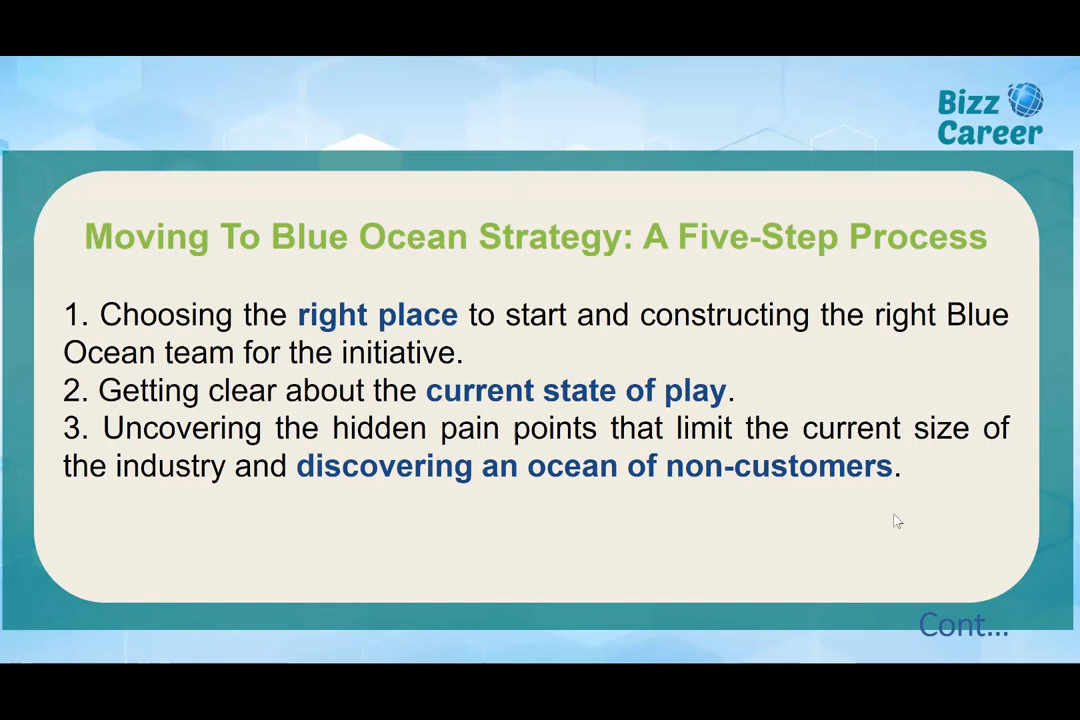 Bizz
Career
Moving To Blue Ocean Strategy: A Five-Step Process
1. Choosing the right place to start and constructing the right Blue
Ocean team for the initiative.
2. Getting clear about the current state of play.
3. Uncovering the hidden pain points that limit the current size of
the industry and discovering an ocean of non-customers.
Cont...